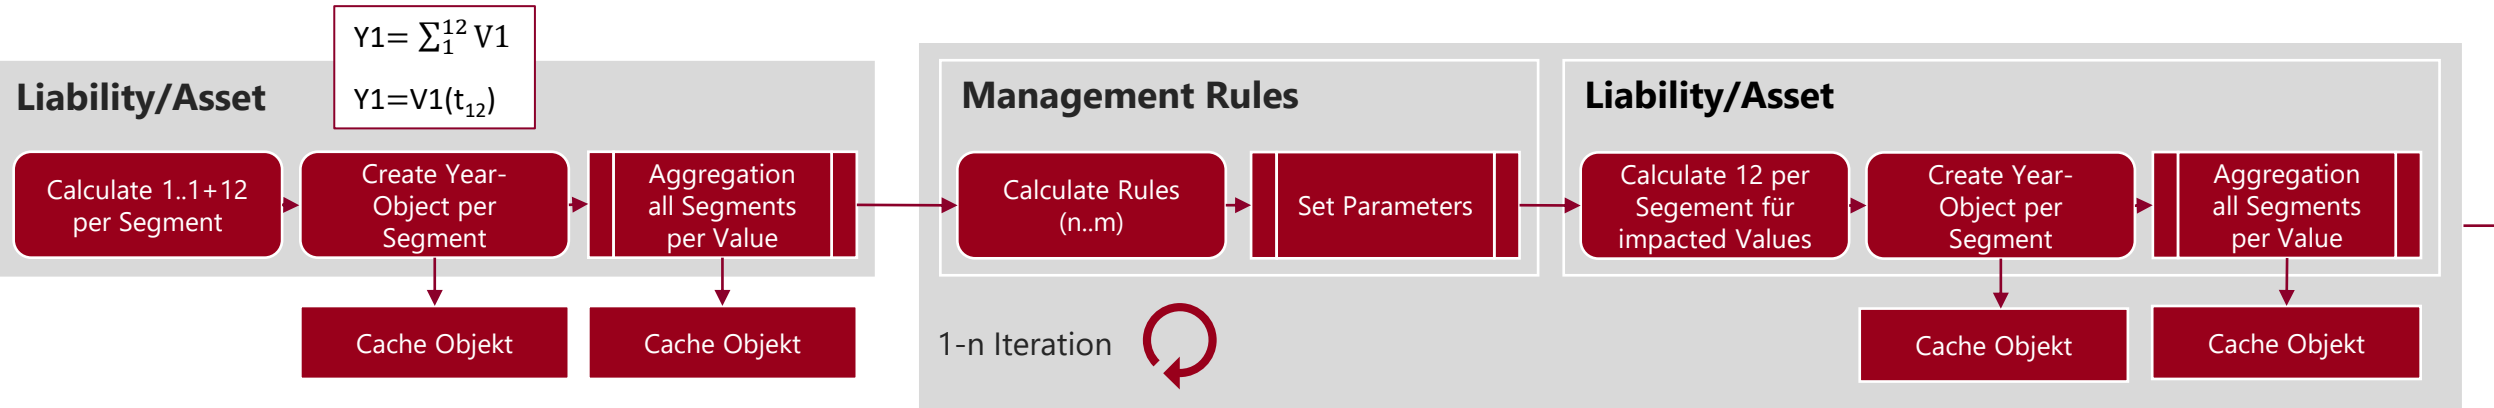 Y1= ∑₁¹² V1
Y1=V1(t₁₂)
Liability/Asset
Calculate 1..1+12
per Segment
Create Year-
Object per
Segment
Aggregation
all Segments
per Value
Cache Objekt
Cache Objekt
Management Rules
Calculate Rules
(n..m)
Set Parameters
Liability/Asset
Calculate 12 per
Segement für
impacted Values
Create Year-
Object per
Segment
Aggregation
all Segments
per Value
1-n Iteration
Cache Objekt
Cache Objekt